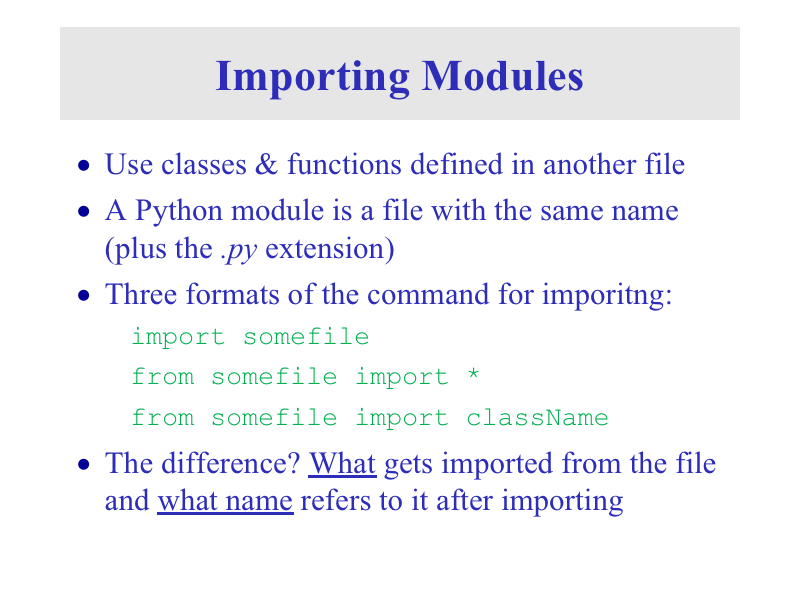 Importing Modules
• Use classes & functions defined in another file
• A Python module is a file with the same name
(plus the .py extension)
• Three formats of the command for imporitng:
import somefile
from somefile import *
from somefile import className
• The difference? What gets imported from the file
and what name refers to it after importing